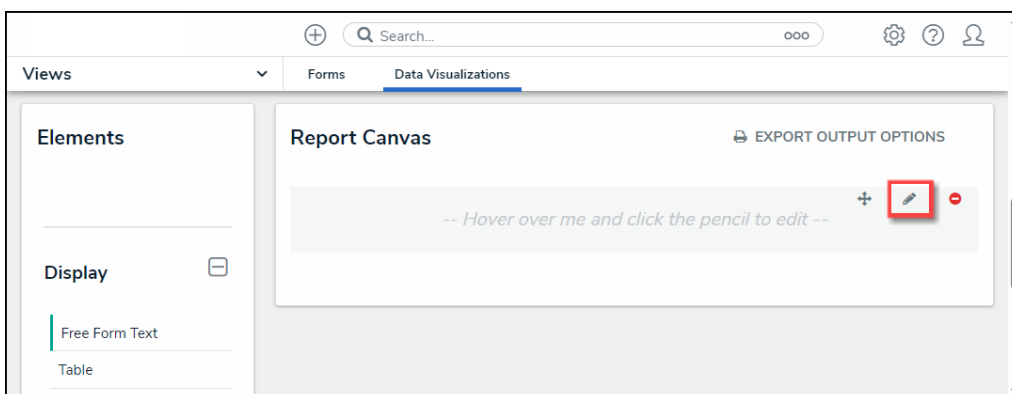 Search...
Views
Forms
Data Visualizations
Elements
Report Canvas
EXPORT OUTPUT OPTIONS
-- Hover over me and click the pencil to edit --
Display
Free Form Text
Table